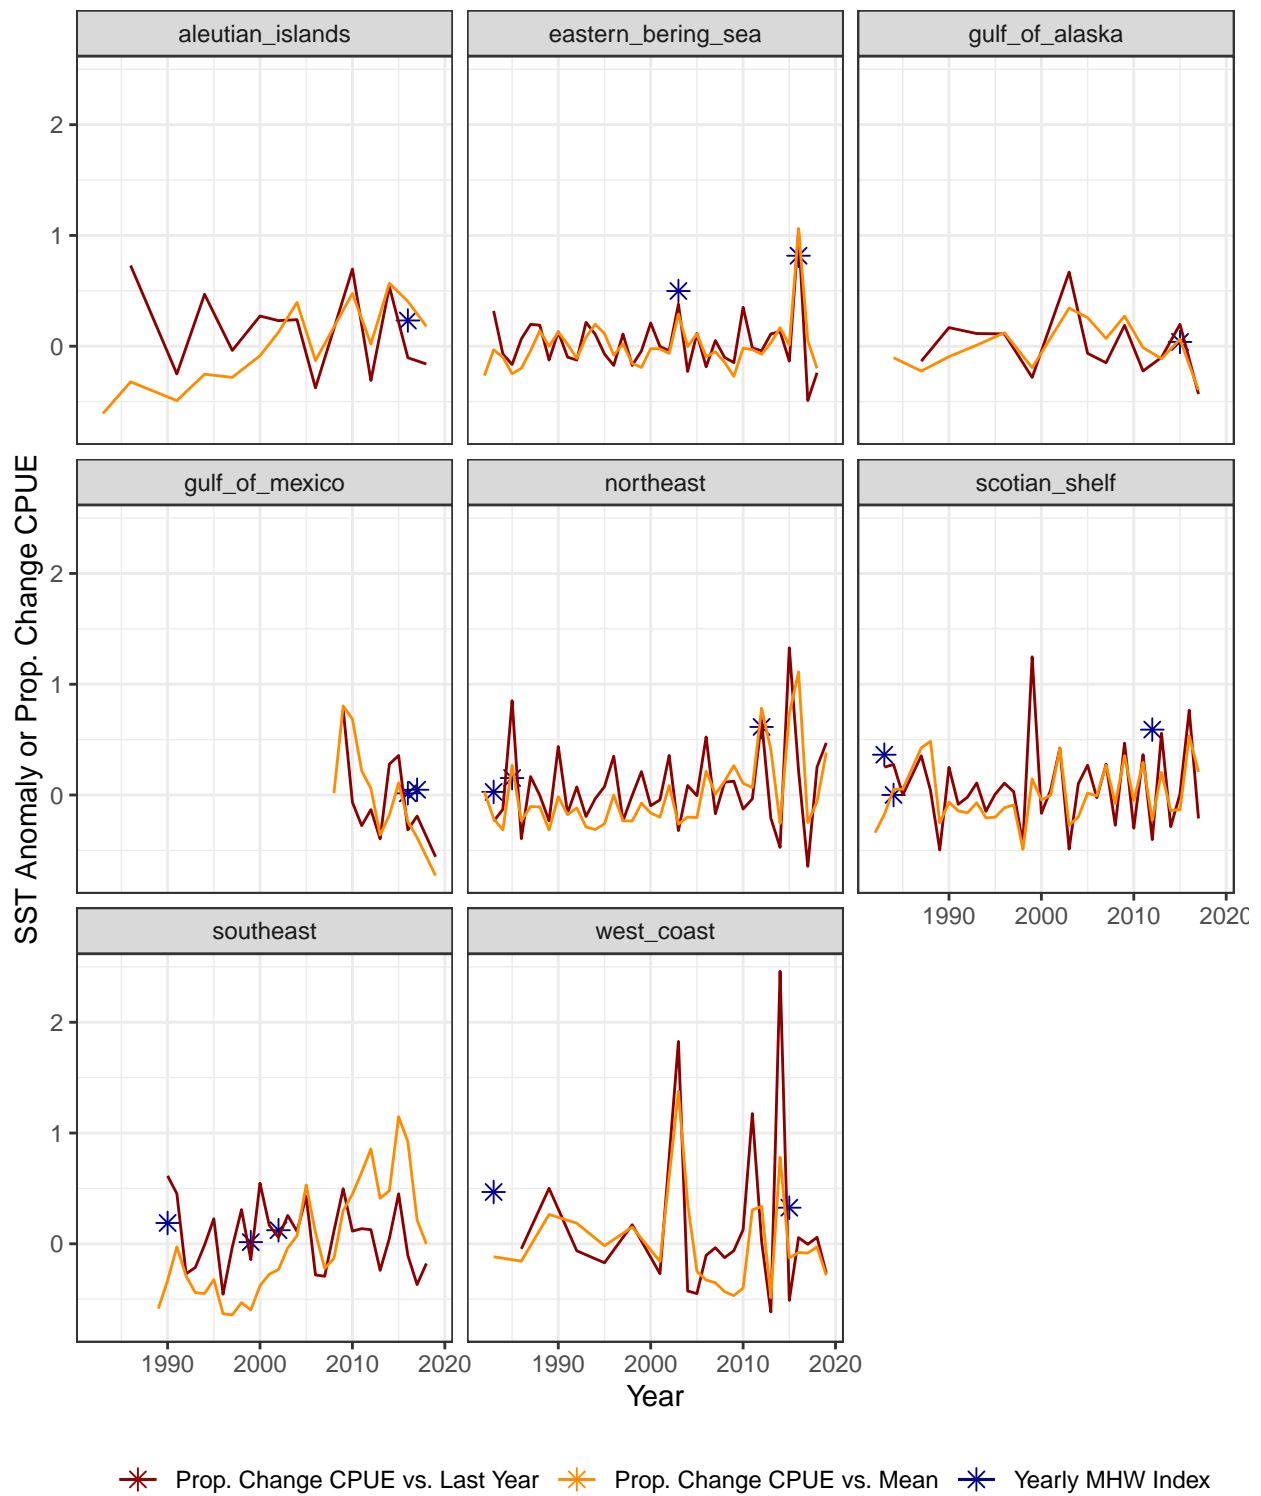 aleutian_islands eastern_bering_sea gulf_of_alaska
2
1
0
gulf_of_mexico northeast scotian_shelf
2
1
0
1990 2000 2010 2020
southeast west_coast
2
1
0
1990 2000 2010 2020 1990 2000 2010 2020
SST Anomaly or Prop. Change CPUE
Year
Prop. Change CPUE vs. Last Year Prop. Change CPUE vs. Mean Yearly MHW Index